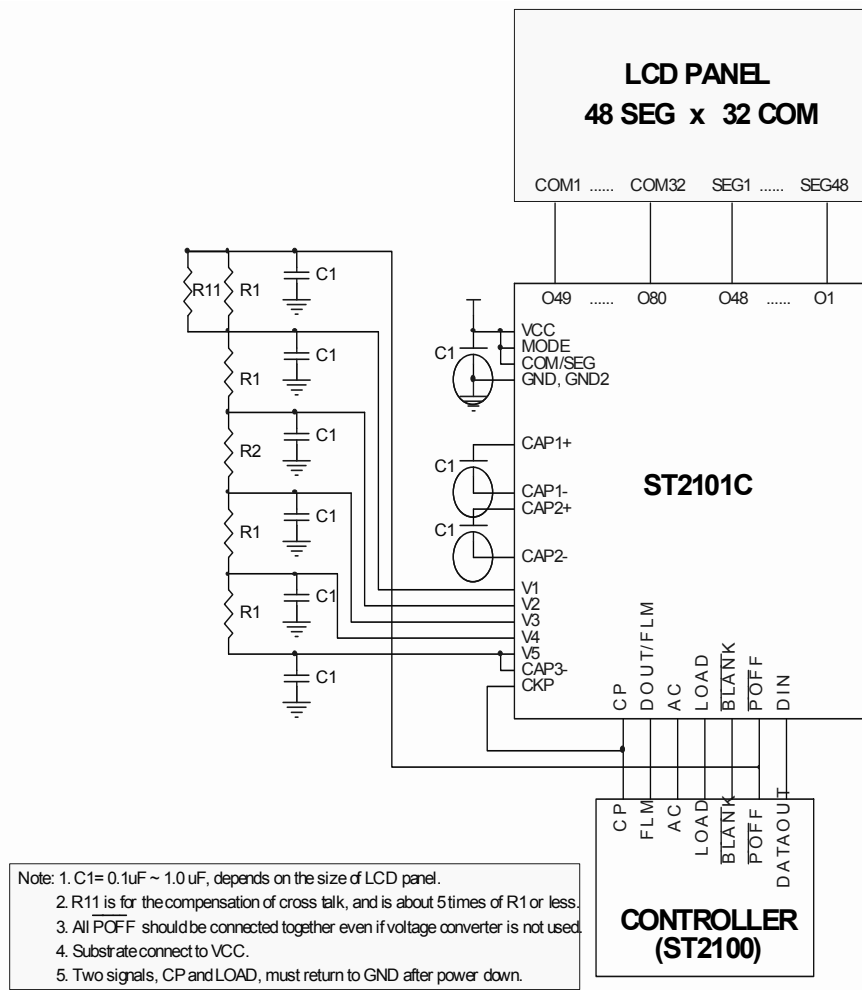 LCD PANEL
48 SEG x 32 COM
COM1 ...... COM32 SEG1 ...... SEG48
O49 ...... O80 O48 ...... O1
C1
R11 R1
VCC
MODE
C1
COM/SEG
C1
GND, GND2
R1
C1
CAP1+
R2
C1
ST2101C
CAP1-
CAP2+
C1
C1
R1
CAP2-
V1
C1
R1
V2
V3
V4
V5
C1
CAP3-
CKP
CP
DOUT/FLM
AC
LOAD
BLANK
POFF
DIN
CP
FLM
AC
LOAD
BLANK
POFF
DATAOUT
CONTROLLER
(ST2100)
Note: 1. C1= 0.1uF ~ 1.0 uF, depends on the size of LCD panel.
2. R11 is for the compensation of cross talk, and is about 5 times of R1 or less.
3. All POFF should be connected together even if voltage converter is not used.
4. Substrate connect to VCC.
5. Two signals, CP and LOAD, must return to GND after power down.